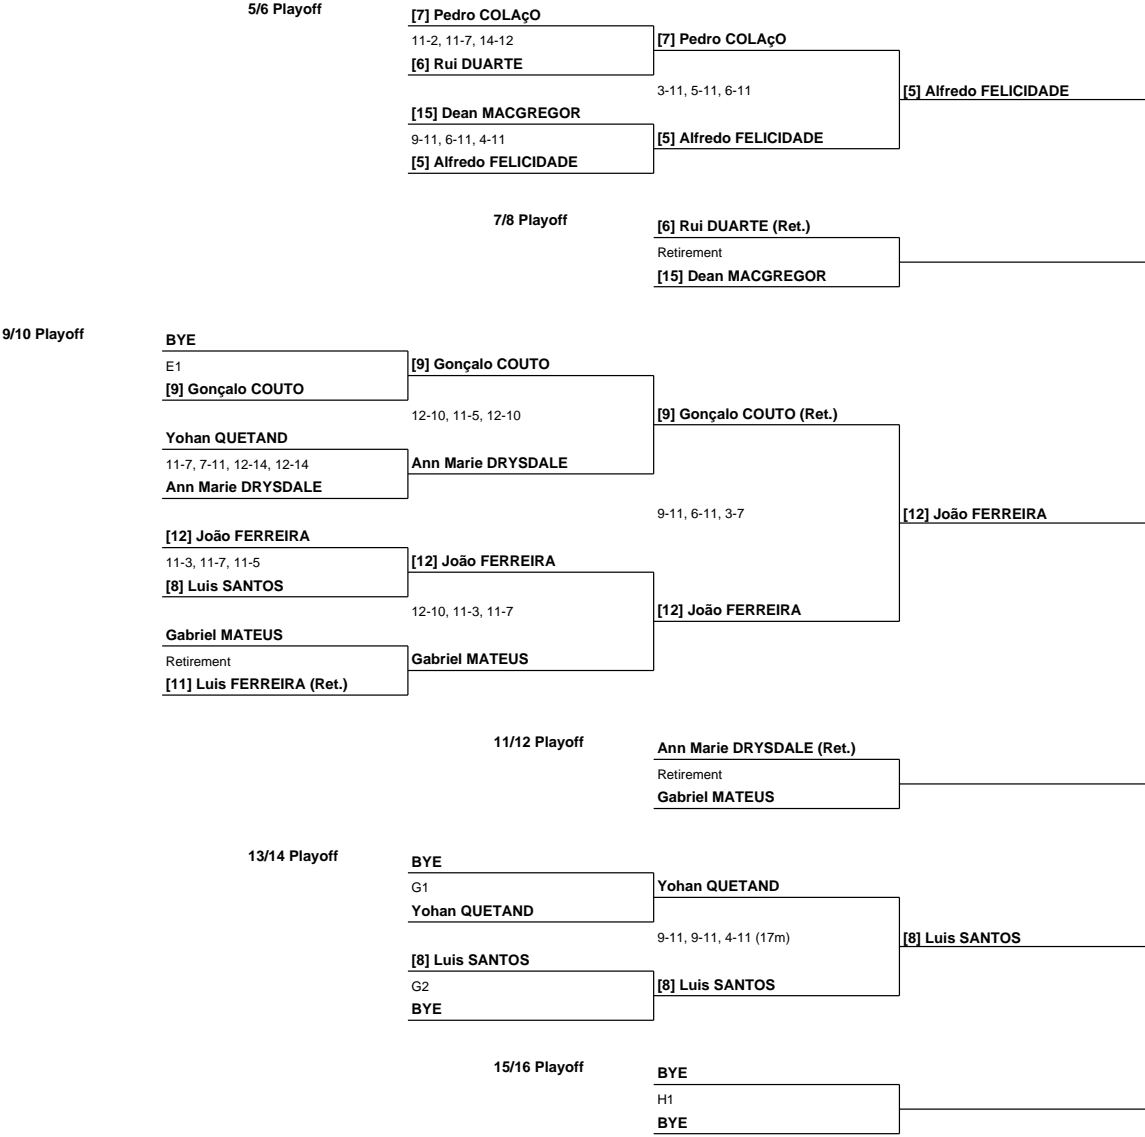 5/6 Playoff
[7] Pedro COLAçO
11-2, 11-7, 14-12
[6] Rui DUARTE
[7] Pedro COLAçO
3-11, 5-11, 6-11
[5] Alfredo FELICIDADE
[15] Dean MACGREGOR
9-11, 6-11, 4-11
[5] Alfredo FELICIDADE
[5] Alfredo FELICIDADE
7/8 Playoff
[6] Rui DUARTE (Ret.)
Retirement
[15] Dean MACGREGOR
9/10 Playoff
BYE
E1
[9] Gonçalo COUTO
[9] Gonçalo COUTO
12-10, 11-5, 12-10
[9] Gonçalo COUTO (Ret.)
Yohan QUETAND
11-7, 7-11, 12-14, 12-14
Ann Marie DRYSDALE
Ann Marie DRYSDALE
9-11, 6-11, 3-7
[12] João FERREIRA
[12] João FERREIRA
11-3, 11-7, 11-5
[8] Luis SANTOS
[12] João FERREIRA
12-10, 11-3, 11-7
[12] João FERREIRA
Gabriel MATEUS
Retirement
[11] Luis FERREIRA (Ret.)
Gabriel MATEUS
11/12 Playoff
Ann Marie DRYSDALE (Ret.)
Retirement
Gabriel MATEUS
13/14 Playoff
BYE
G1
Yohan QUETAND
Yohan QUETAND
9-11, 9-11, 4-11 (17m)
[8] Luis SANTOS
[8] Luis SANTOS
G2
BYE
[8] Luis SANTOS
15/16 Playoff
BYE
H1
BYE